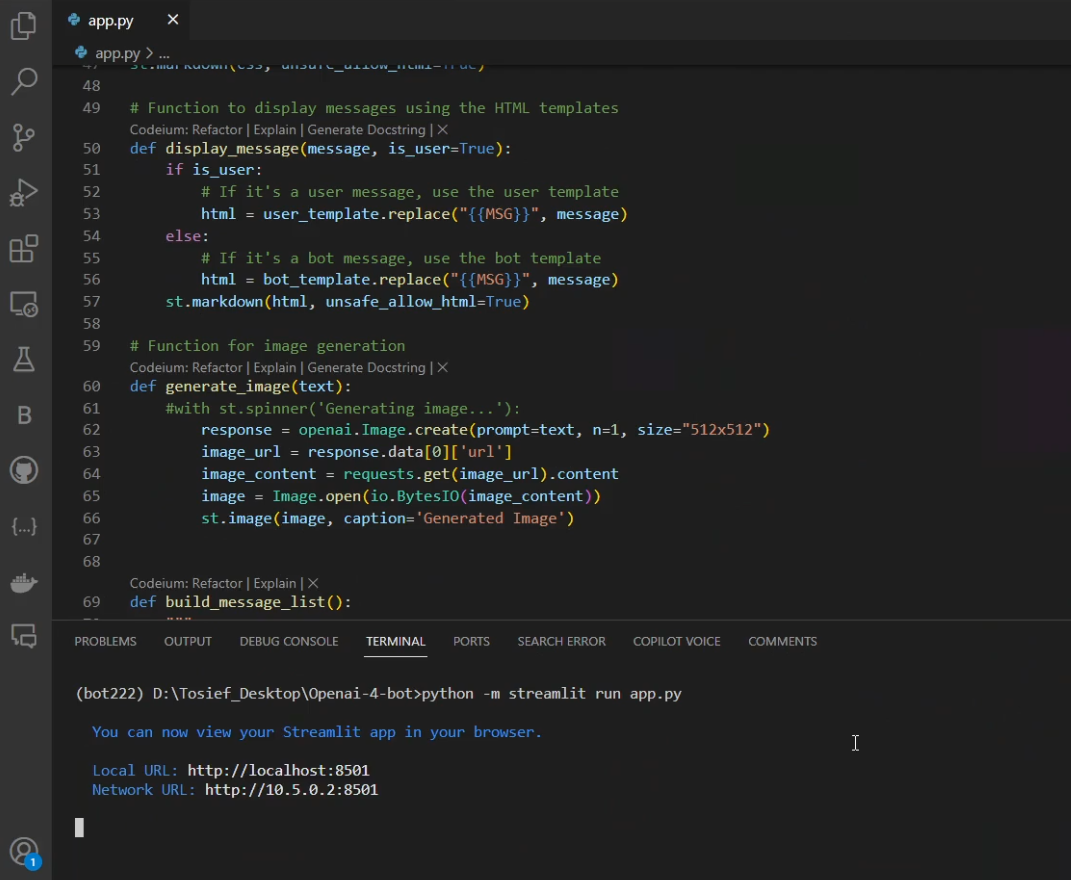 app.py ✕
app.py > ...
47 st.markdown(css, unsafe_allow_html=True)
48
49 # Function to display messages using the HTML templates
Codeium: Refactor | Explain | Generate Docstring | ✕
50 def display_message(message, is_user=True):
51 if is_user:
52 # If it's a user message, use the user template
53 html = user_template.replace("{{MSG}}", message)
54 else:
55 # If it's a bot message, use the bot template
56 html = bot_template.replace("{{MSG}}", message)
57 st.markdown(html, unsafe_allow_html=True)
58
59 # Function for image generation
Codeium: Refactor | Explain | Generate Docstring | ✕
60 def generate_image(text):
61 #with st.spinner('Generating image...'):
62 response = openai.Image.create(prompt=text, n=1, size="512x512")
63 image_url = response.data[0]['url']
64 image_content = requests.get(image_url).content
65 image = Image.open(io.BytesIO(image_content))
66 st.image(image, caption='Generated Image')
67
68
Codeium: Refactor | Explain | ✕
69 def build_message_list():
PROBLEMS OUTPUT DEBUG CONSOLE TERMINAL PORTS SEARCH ERROR COPILOT VOICE COMMENTS
(bot222) D:\Tosief_Desktop\Openai-4-bot>python -m streamlit run app.py
You can now view your Streamlit app in your browser.
Local URL: http://localhost:8501
Network URL: http://10.5.0.2:8501
B
{...}
1